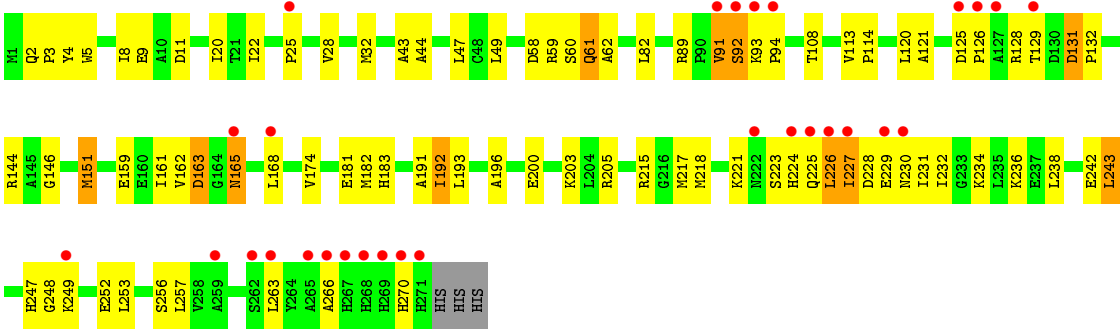 M1 Q2 P3 Y4 W5 I8 E9 A10 D11 I20 T21 I22 P25 V28 M32 A43 A44 L47 C48 L49 D58 R59 S60 Q61 A62 L82 R89 P90 V91 S92 K93 P94 T108 V113 P114 L120 A121 D125 P126 A127 R128 T129 D130 D131 P132
R144 A145 G146 M151 E159 E160 I161 V162 D163 G164 N165 L168 V174 E181 M182 H183 A191 I192 L193 A196 E200 K203 L204 R205 R215 G216 M217 M218 K221 N222 S223 H224 Q225 L226 I227 D228 E229 N230 I231 I232 G233 K234 L235 K236 E237 L238 E242 L243
H247 G248 K249 E252 L253 S256 L257 V258 A259 S262 L263 Y264 A265 A266 H267 H268 H269 H270 H271 HIS HIS HIS